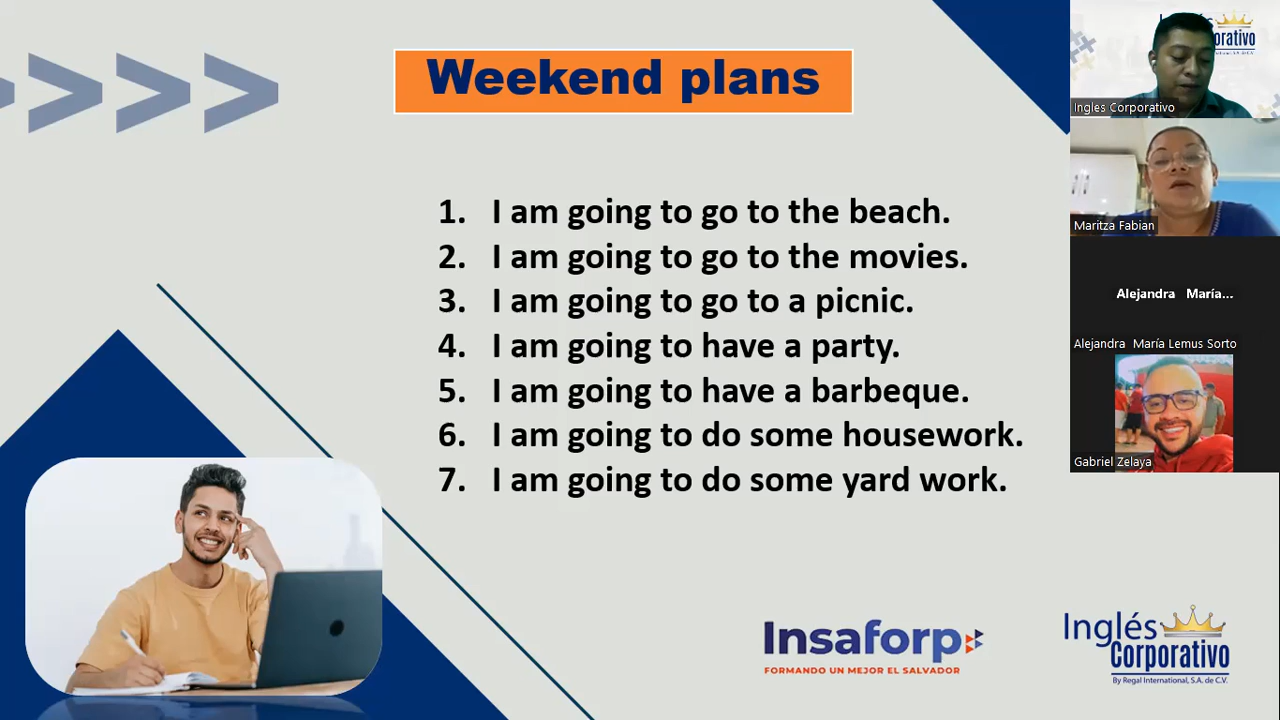 Weekend plans
1. I am going to go to the beach.
2. I am going to go to the movies.
3. I am going to go to a picnic.
4. I am going to have a party.
5. I am going to have a barbeque.
6. I am going to do some housework.
7. I am going to do some yard work.
Insaforp
FORMANDO UN MEJOR EL SALVADOR
Inglés
Corporativo
By Regal International, S.A. de C.V.
Ingles Corporativo
Maritza Fabian
Alejandra María...
Alejandra María Lemus Sorto
Gabriel Zelaya